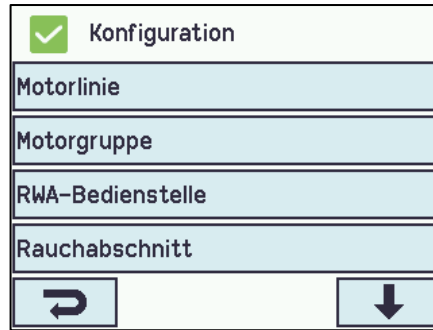 Konfiguration
Motorlinie
Motorgruppe
RWA-Bedienstelle
Rauchabschnitt